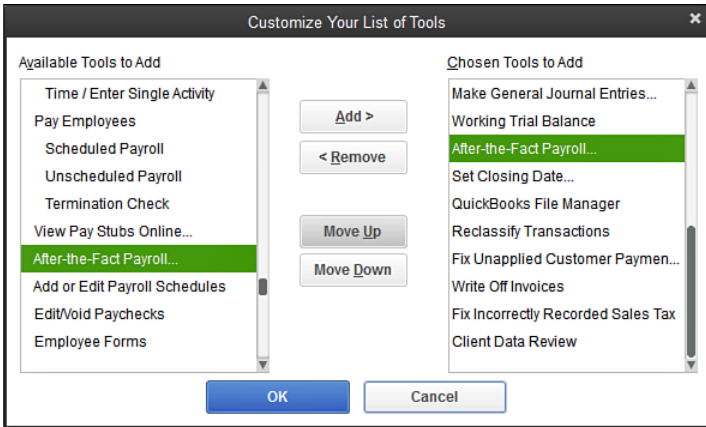 Customize Your List of Tools
Available Tools to Add
Time / Enter Single Activity
Pay Employees
Scheduled Payroll
Unscheduled Payroll
Termination Check
View Pay Stubs Online...
After-the-Fact Payroll...
Add or Edit Payroll Schedules
Edit/Void Paychecks
Employee Forms
Add >
< Remove
Move Up
Move Down
Chosen Tools to Add
Make General Journal Entries...
Working Trial Balance
After-the-Fact Payroll...
Set Closing Date...
QuickBooks File Manager
Reclassify Transactions
Fix Unapplied Customer Paymen...
Write Off Invoices
Fix Incorrectly Recorded Sales Tax
Client Data Review
OK
Cancel